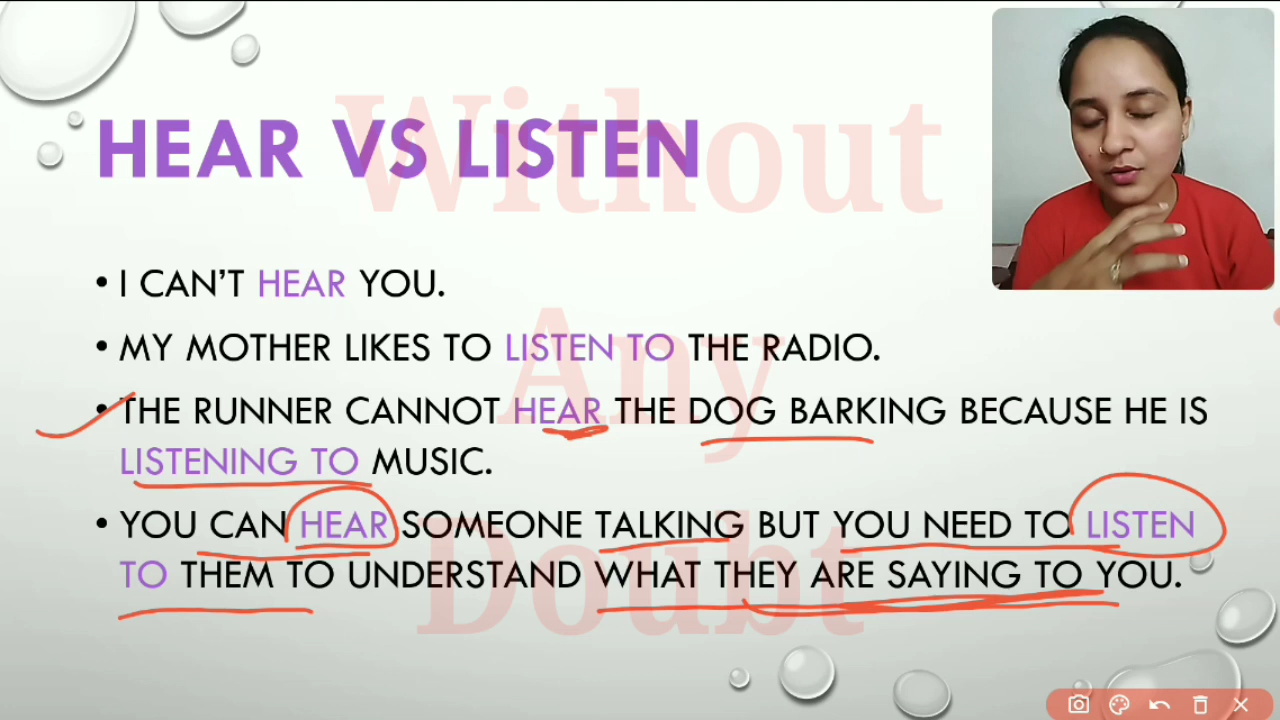 HEAR VS LISTEN
• I CAN'T HEAR YOU.
• MY MOTHER LIKES TO LISTEN TO THE RADIO.
• THE RUNNER CANNOT HEAR THE DOG BARKING BECAUSE HE IS
LISTENING TO MUSIC.
• YOU CAN HEAR SOMEONE TALKING BUT YOU NEED TO LISTEN
TO THEM TO UNDERSTAND WHAT THEY ARE SAYING TO YOU.
Without
Any
Doubt